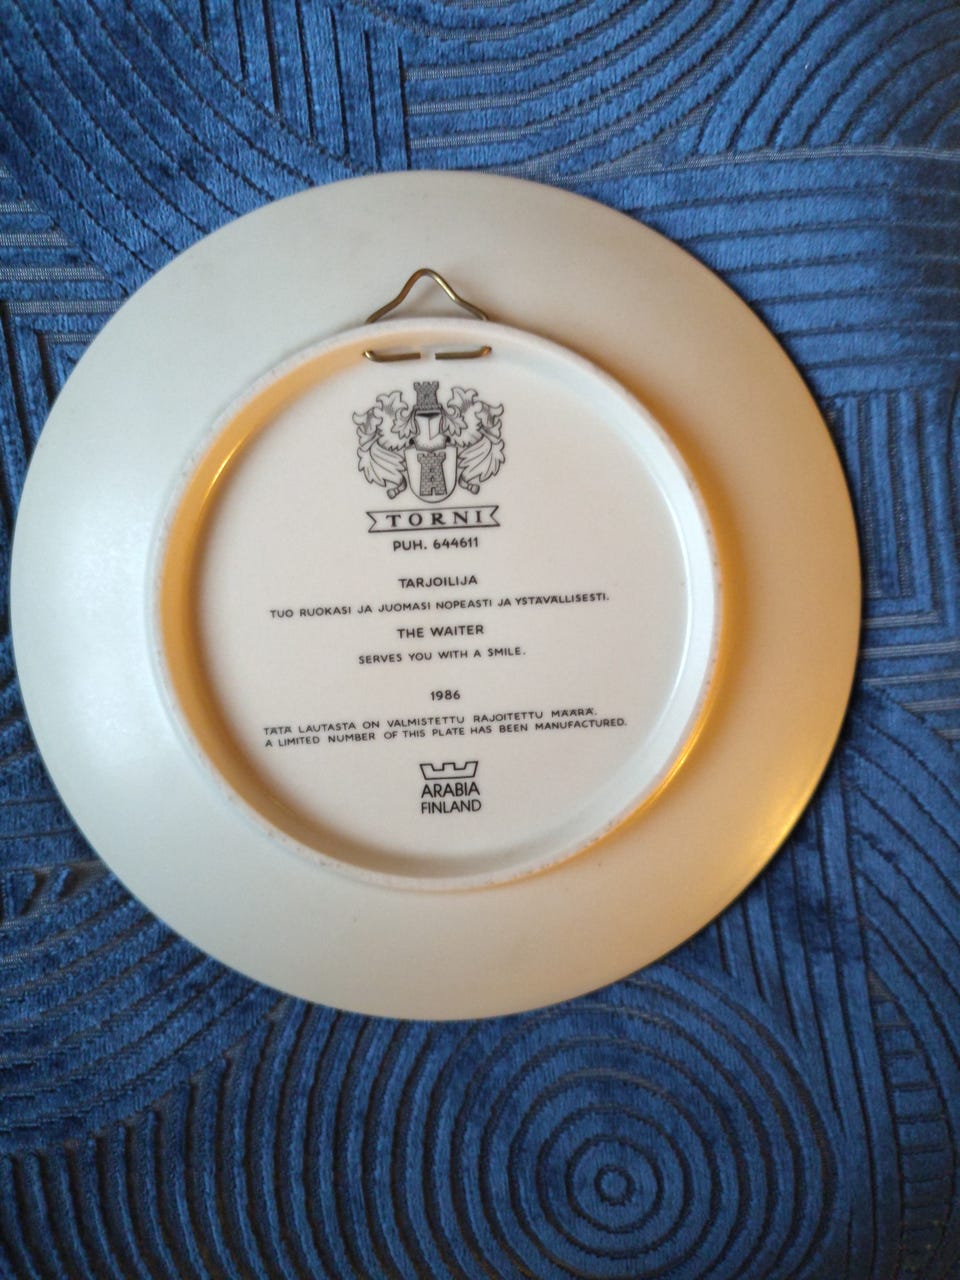 TORNI
PUH. 644611
TARJOILIJA
TUO RUOKASI JA JUOMASI NOPEASTI JA YSTÄVÄLLISESTI.
THE WAITER
SERVES YOU WITH A SMILE.
1986
TÄTÄ LAUTASTA ON VALMISTETTU RAJOITETTU MÄÄRÄ.
A LIMITED NUMBER OF THIS PLATE HAS BEEN MANUFACTURED.
ARABIA
FINLAND